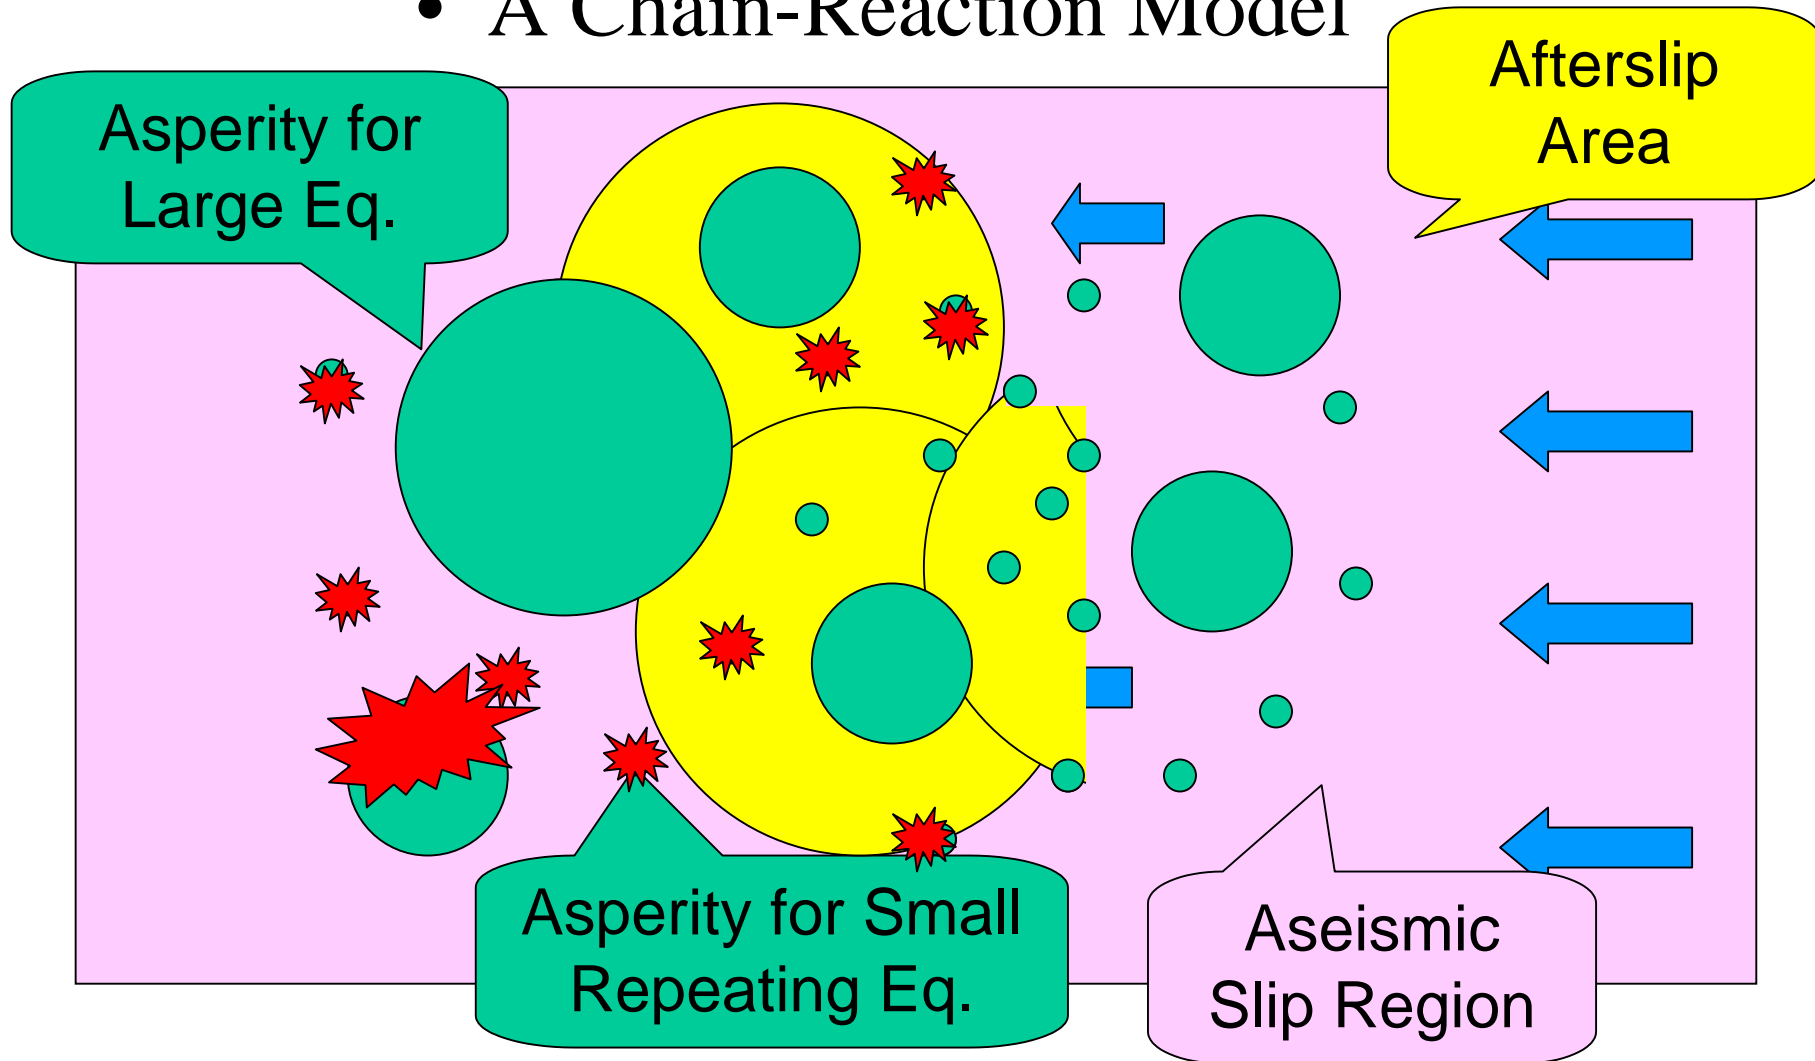 • A Chain-Reaction Model
Afterslip
Area
Asperity for
Large Eq.
Asperity for Small
Repeating Eq.
Aseismic
Slip Region